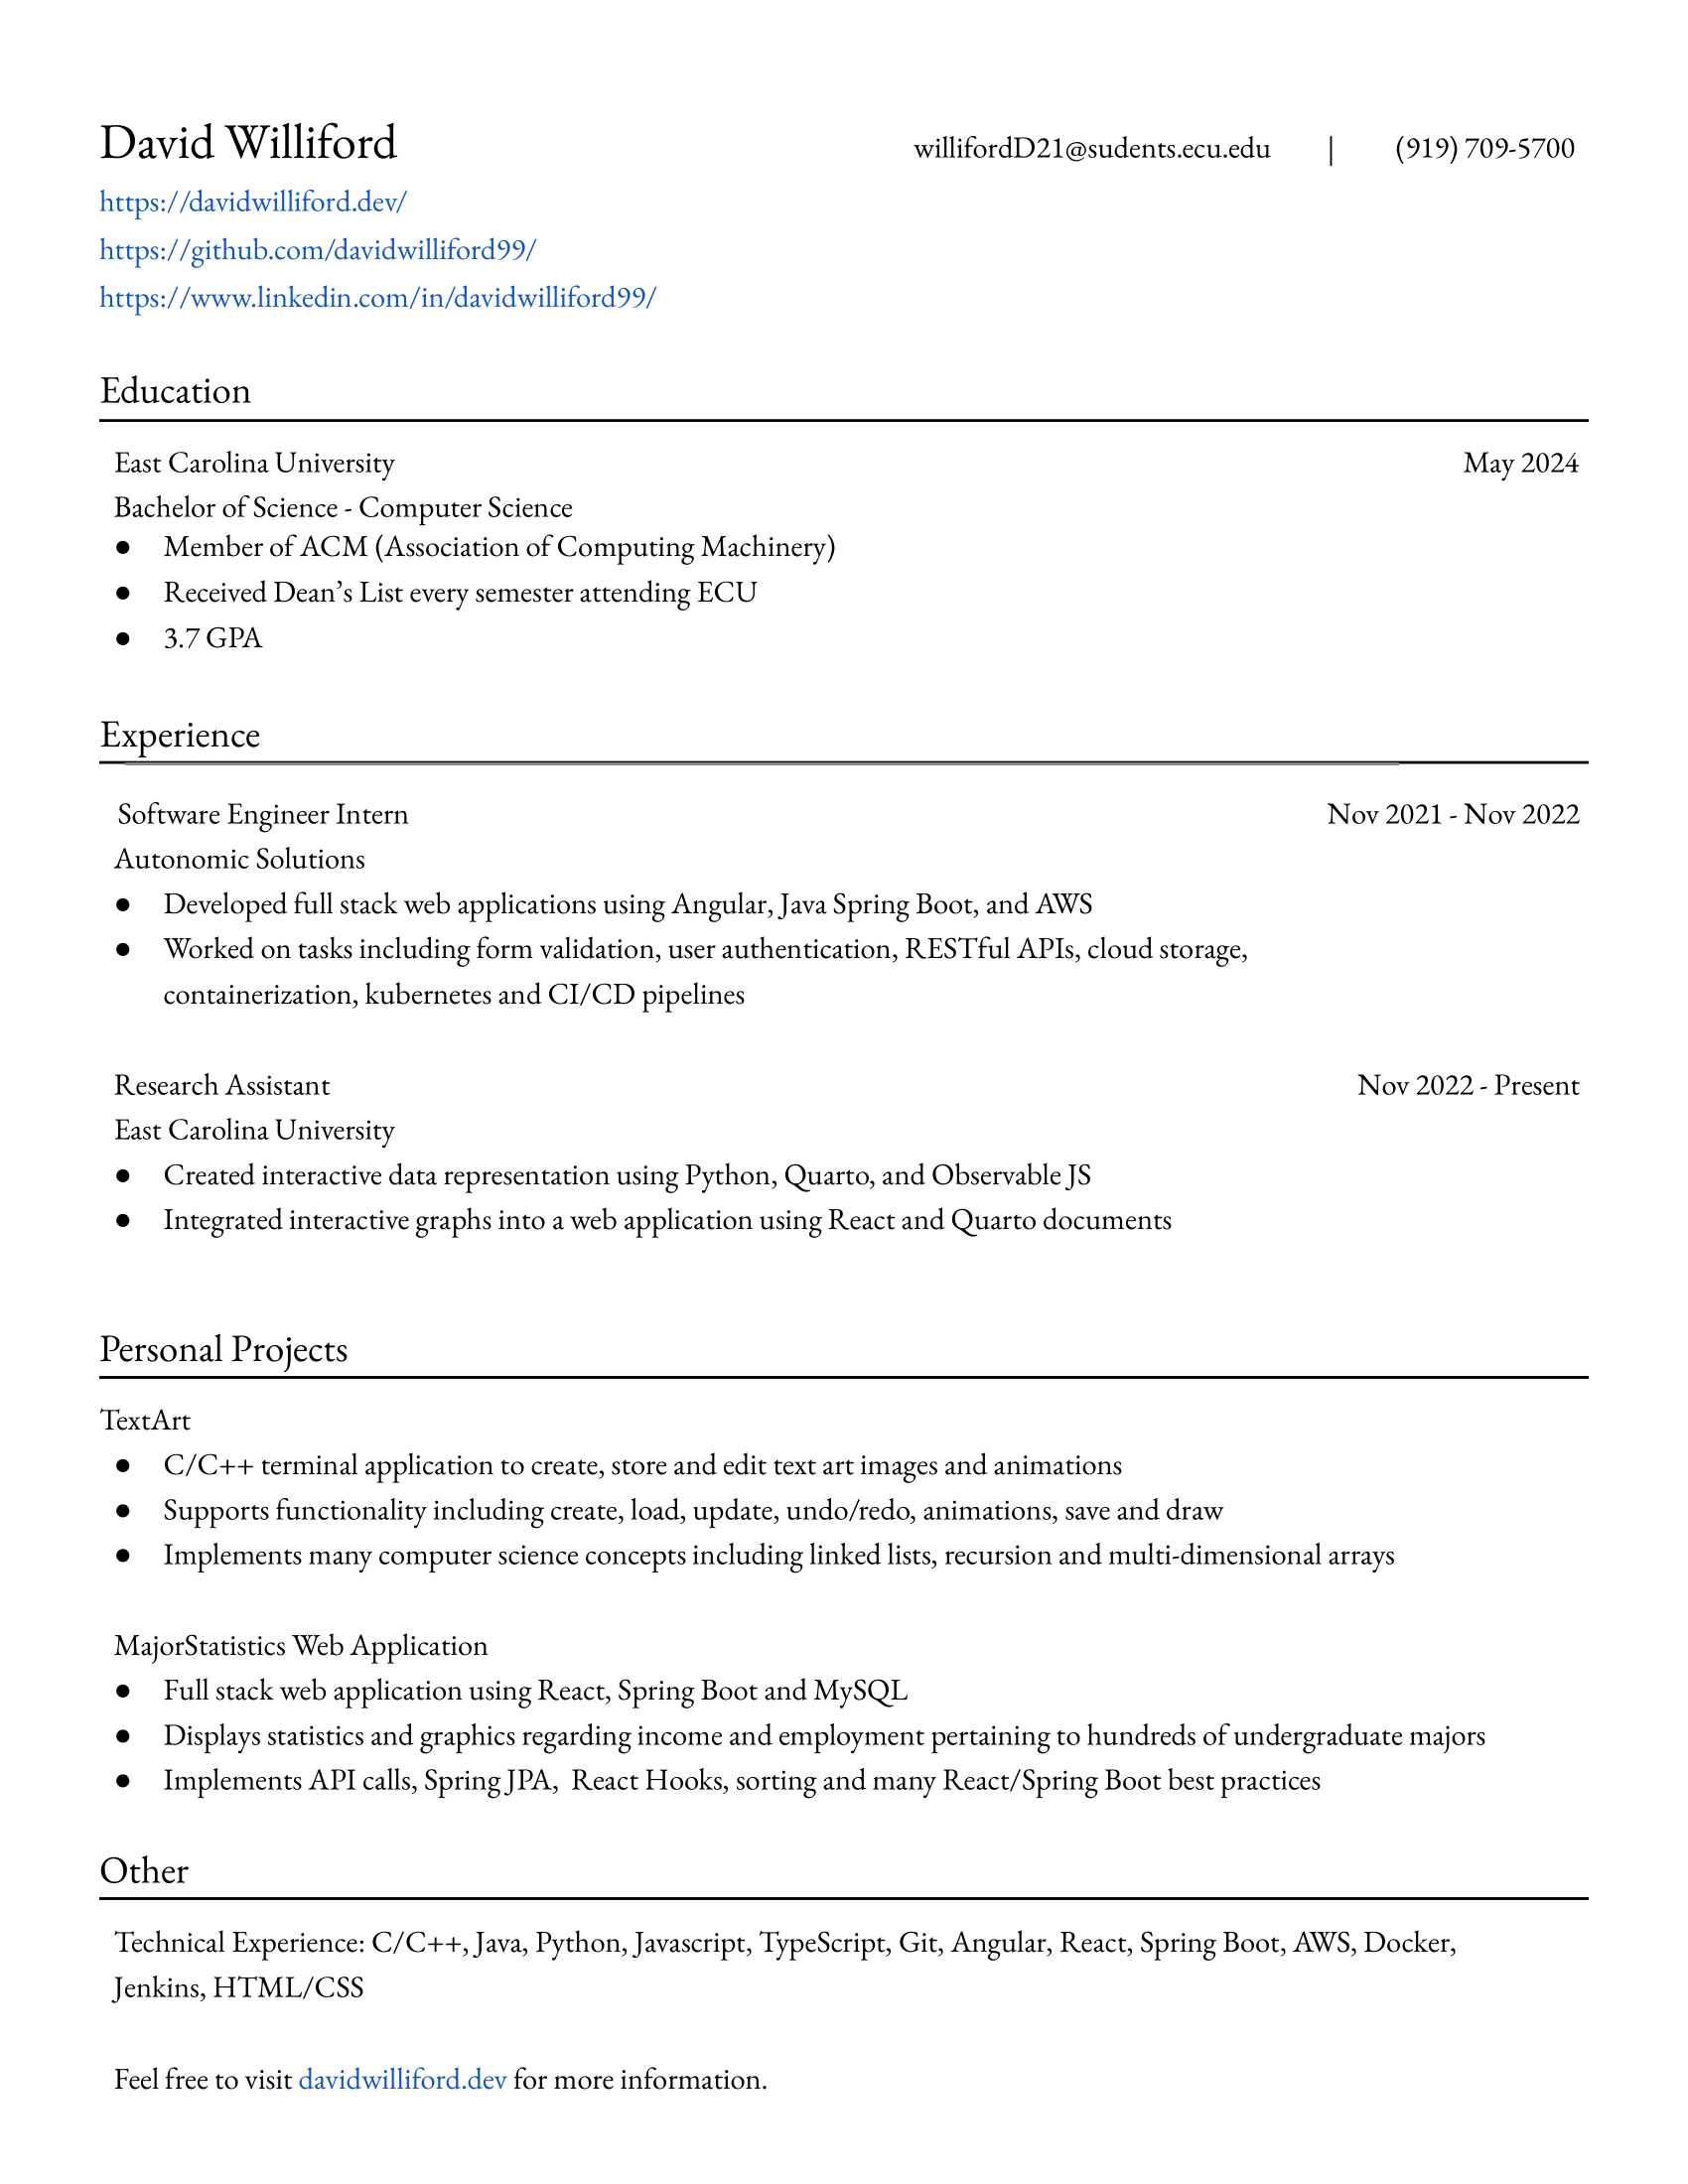 David Williford willifordD21@sudents.ecu.edu | (919) 709-5700
https://davidwilliford.dev/
https://github.com/davidwilliford99/
https://www.linkedin.com/in/davidwilliford99/
Education
East Carolina University May 2024
Bachelor of Science - Computer Science
● Member of ACM (Association of Computing Machinery)
● Received Dean’s List every semester attending ECU
● 3.7 GPA
Experience
Software Engineer Intern Nov 2021 - Nov 2022
Autonomic Solutions
● Developed full stack web applications using Angular, Java Spring Boot, and AWS
● Worked on tasks including form validation, user authentication, RESTful APIs, cloud storage,
containerization, kubernetes and CI/CD pipelines
Research Assistant Nov 2022 - Present
East Carolina University
● Created interactive data representation using Python, Quarto, and Observable JS
● Integrated interactive graphs into a web application using React and Quarto documents
Personal Projects
TextArt
● C/C++ terminal application to create, store and edit text art images and animations
● Supports functionality including create, load, update, undo/redo, animations, save and draw
● Implements many computer science concepts including linked lists, recursion and multi-dimensional arrays
MajorStatistics Web Application
● Full stack web application using React, Spring Boot and MySQL
● Displays statistics and graphics regarding income and employment pertaining to hundreds of undergraduate majors
● Implements API calls, Spring JPA,  React Hooks, sorting and many React/Spring Boot best practices
Other
Technical Experience: C/C++, Java, Python, Javascript, TypeScript, Git, Angular, React, Spring Boot, AWS, Docker,
Jenkins, HTML/CSS
Feel free to visit davidwilliford.dev for more information.